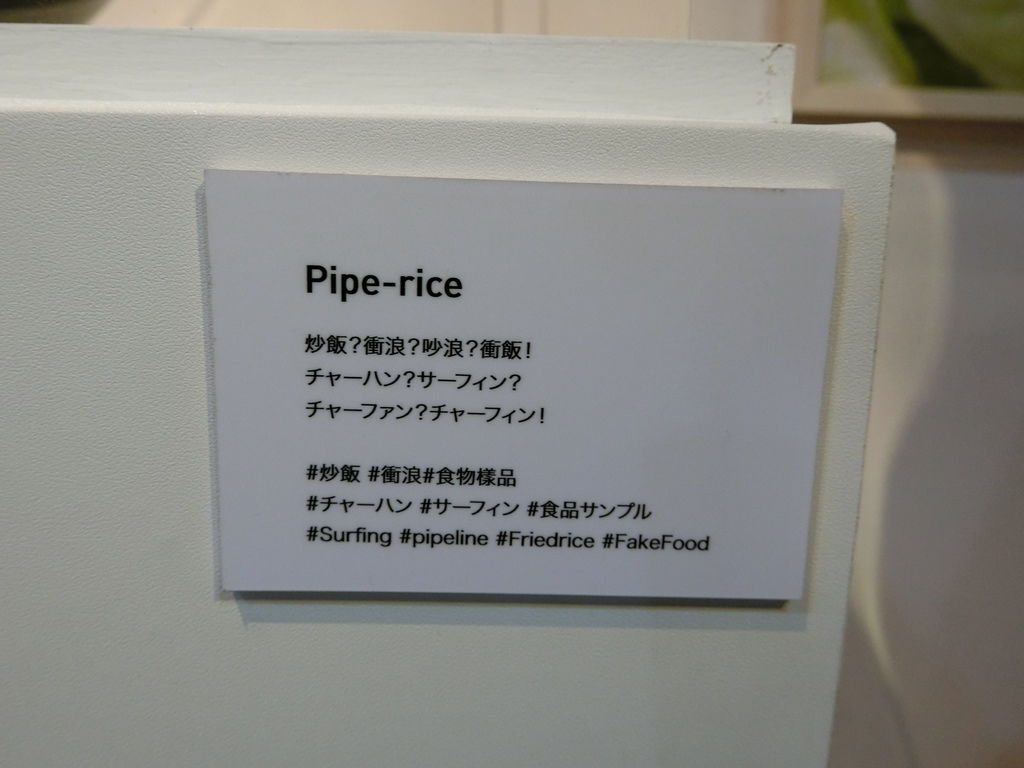 Pipe-rice
炒飯?衝浪?吵浪?衝飯!
チャーハン?サーフィン?
チャーファン?チャーフィン!
#炒飯 #衝浪#食物樣品
#チャーハン #サーフィン #食品サンプル
#Surfing #pipeline #Friedrice #FakeFood